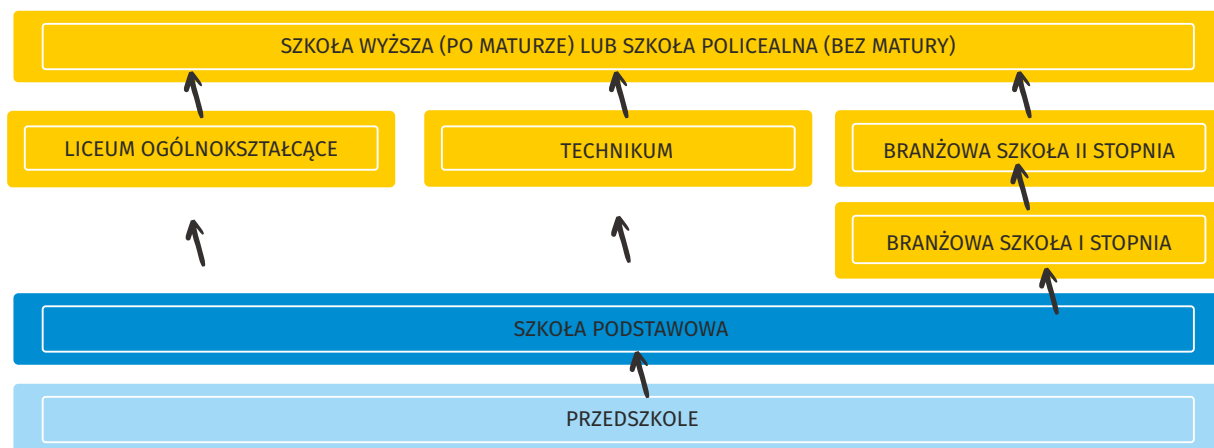 SZKOŁA WYŻSZA (PO MATURZE) LUB SZKOŁA POLICEALNA (BEZ MATURY)
LICEUM OGÓLNOKSZTAŁCĄCE
TECHNIKUM
BRANŻOWA SZKOŁA II STOPNIA
BRANŻOWA SZKOŁA I STOPNIA
SZKOŁA PODSTAWOWA
PRZEDSZKOLE